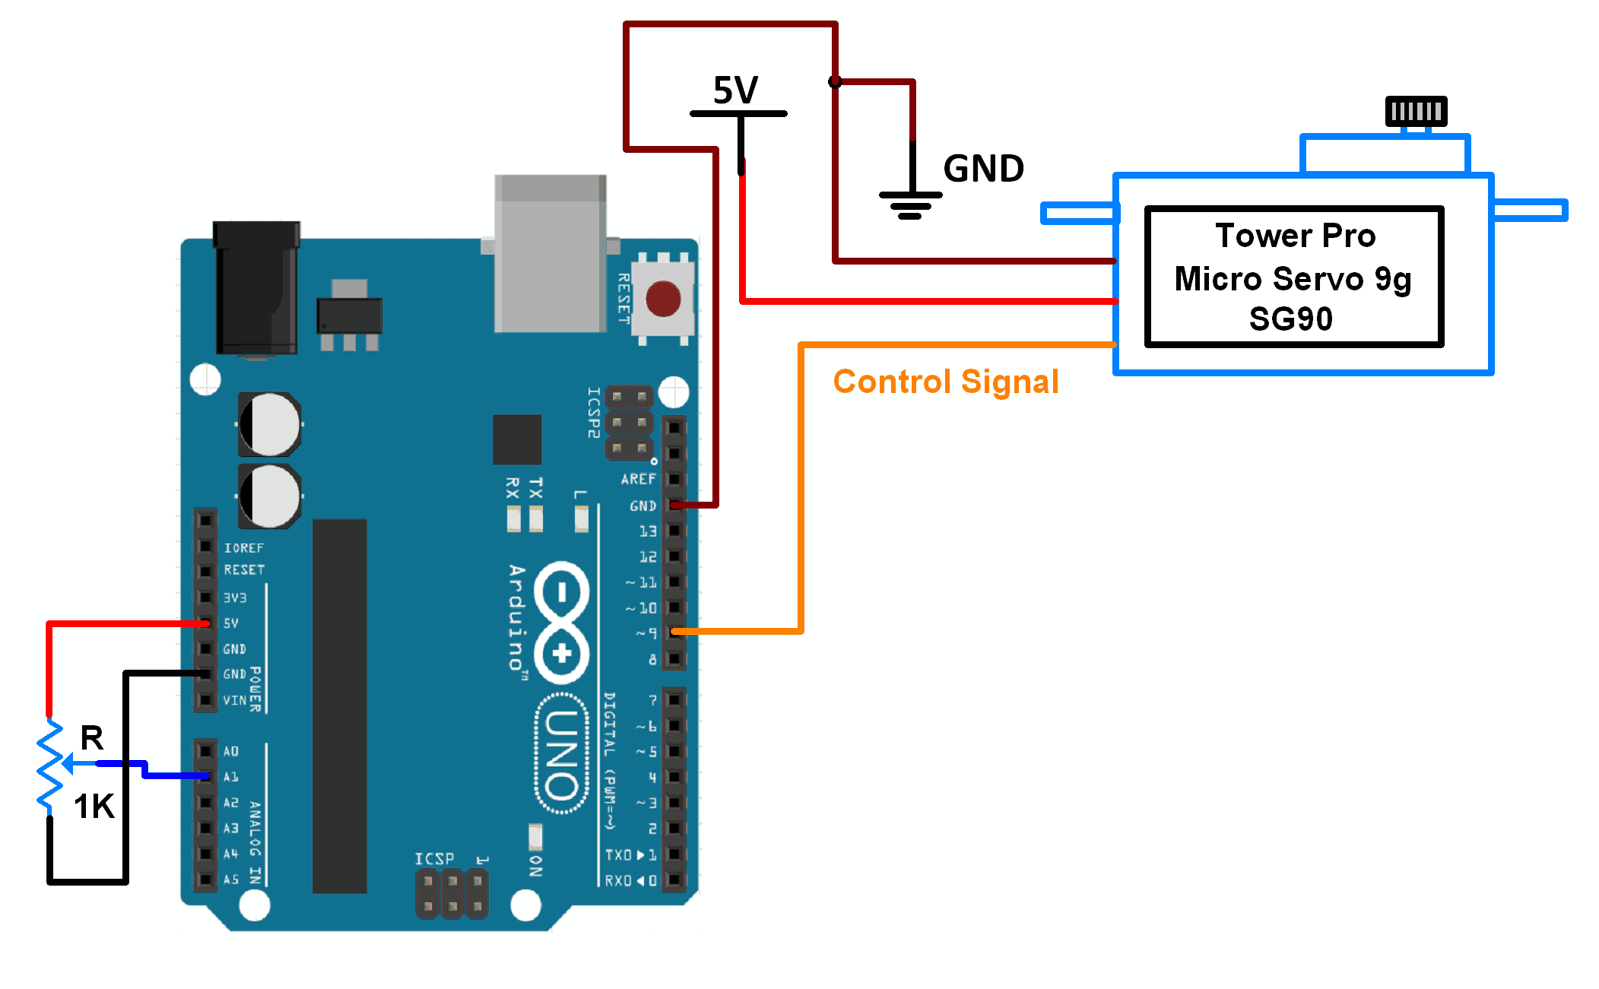 5V
GND
Tower Pro
Micro Servo 9g
SG90
Control Signal
RESET
ICSP2
AREF
GND
13
12
~11
~10
~9
8
7
~6
~5
4
~3
2
TX0▶1
RX0◀0
DIGITAL (PWM=~)
RX
TX
L
Arduino™
UNO
ON
ICSP
1
IOREF
RESET
3V3
5V
GND
GND
VIN
POWER
A0
A1
A2
A3
A4
A5
ANALOG IN
R
1K